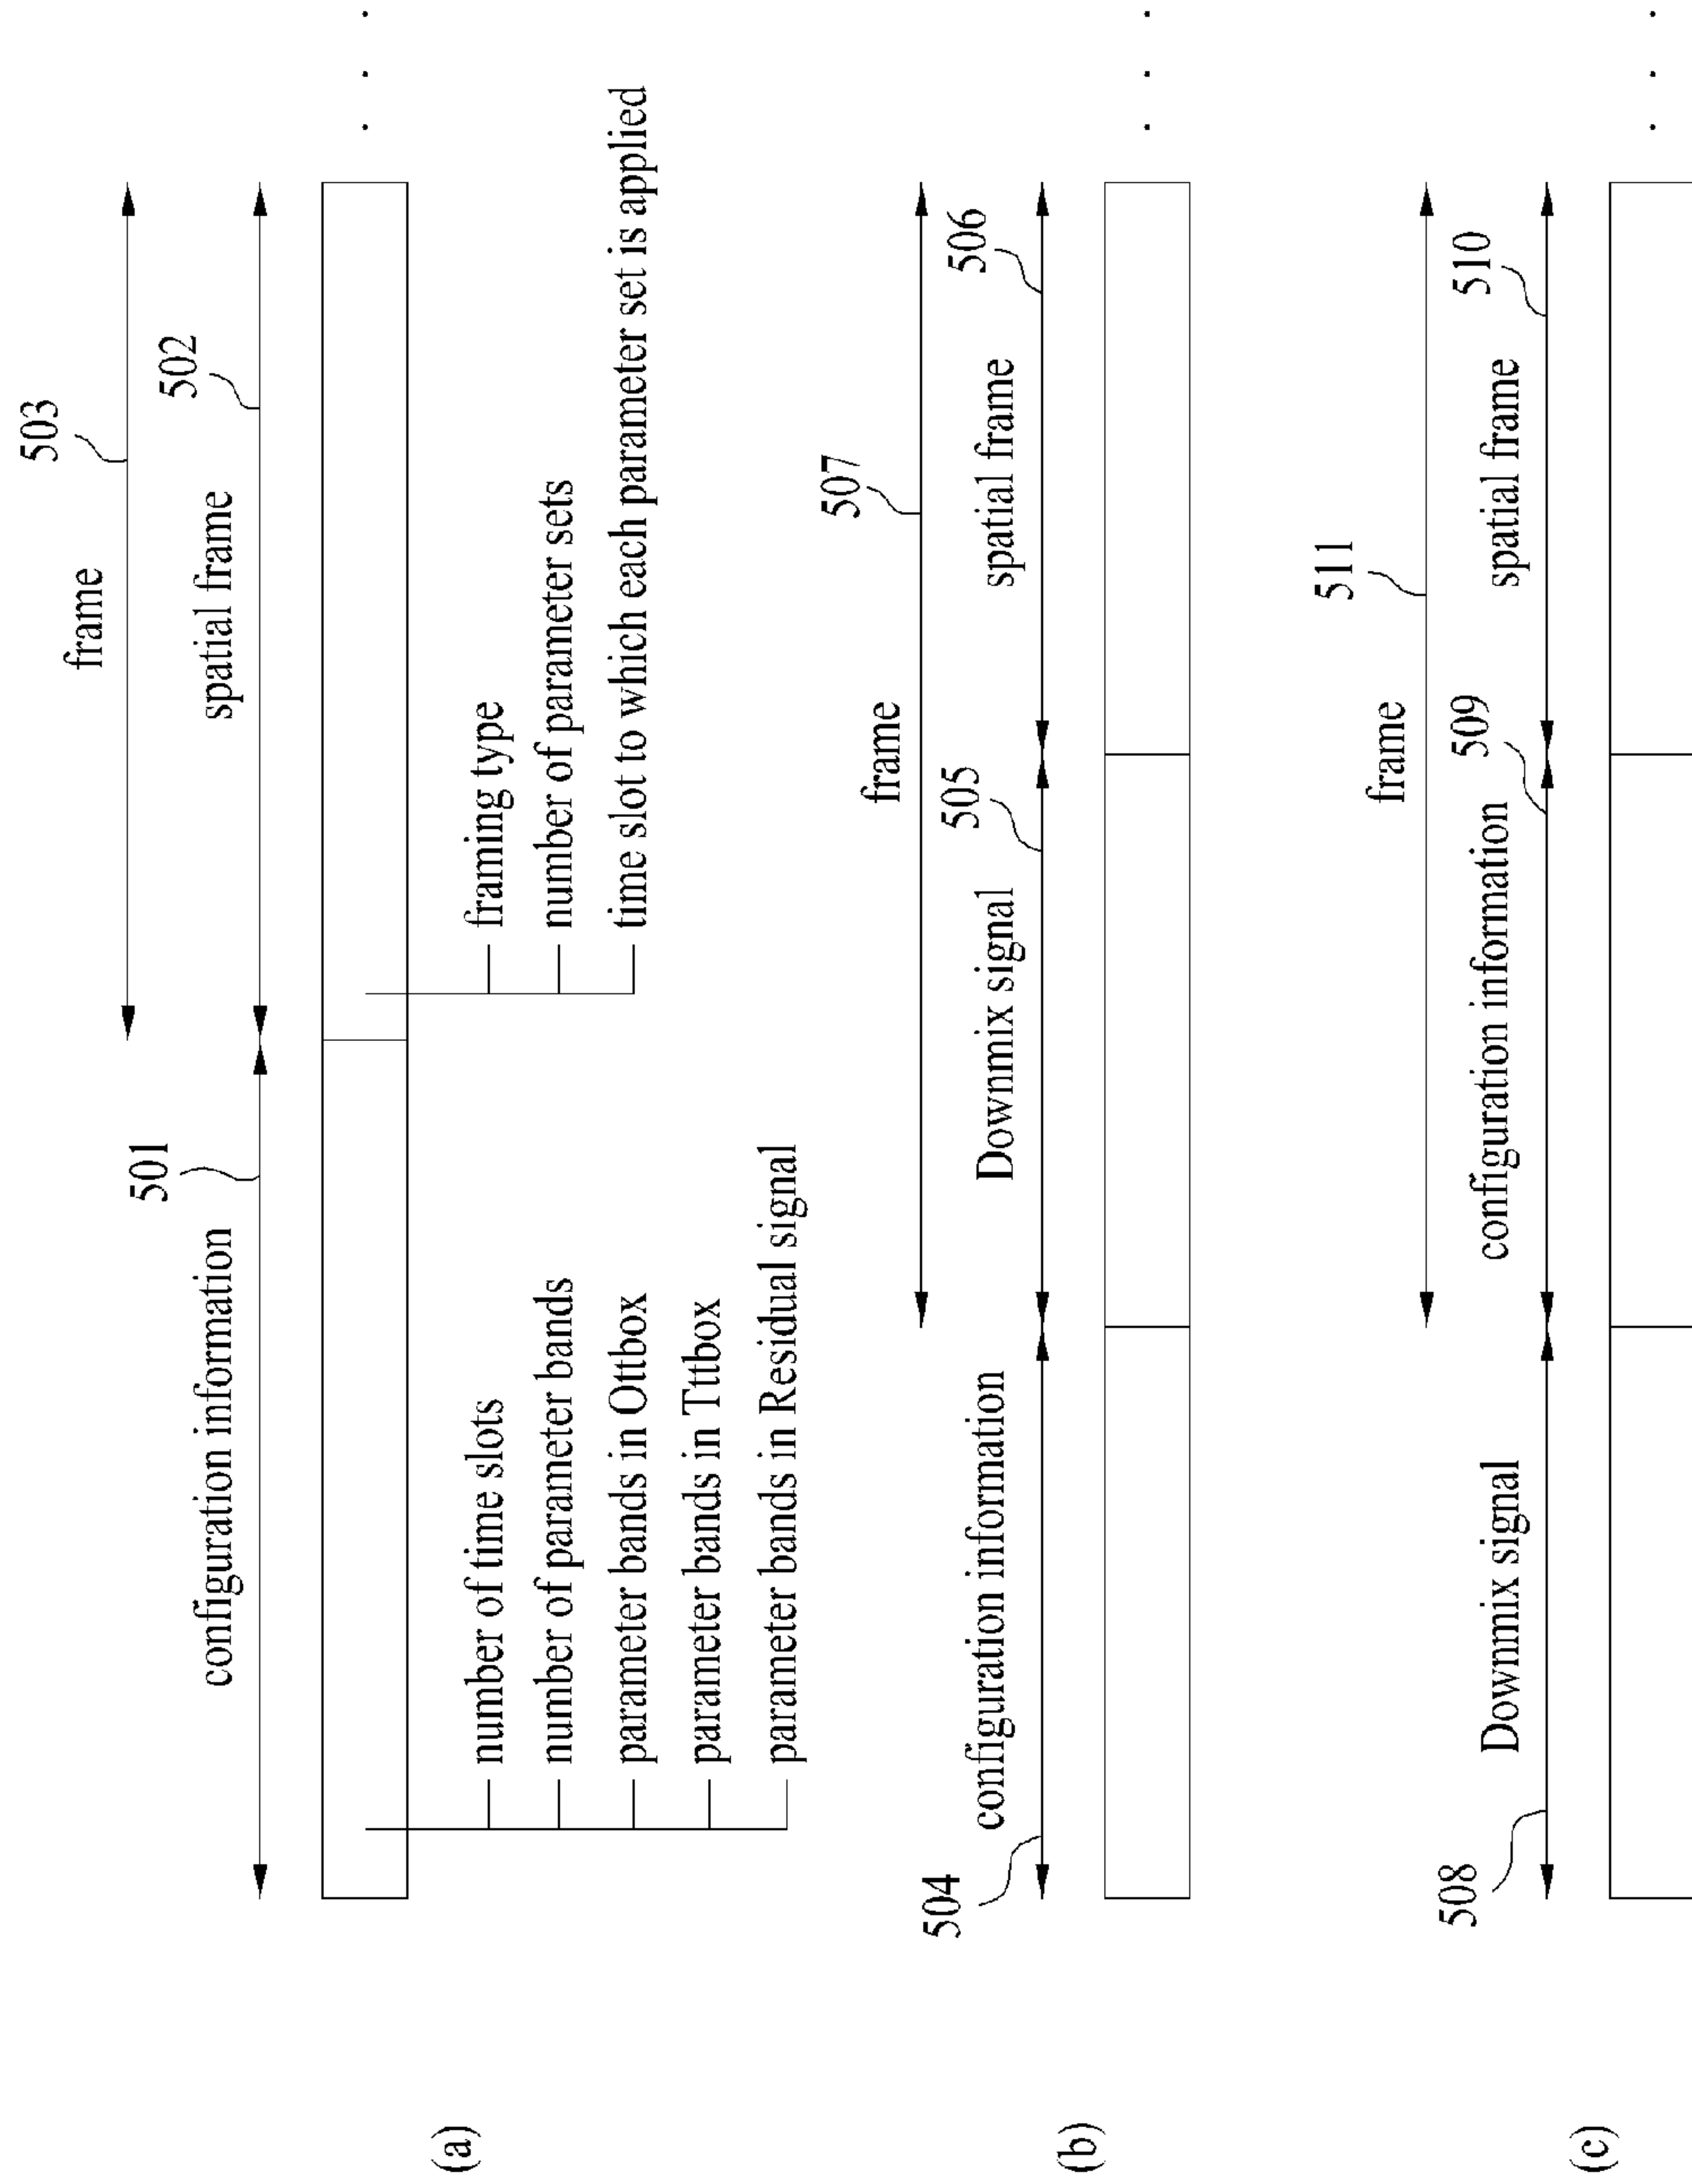 503
frame
501
502
configuration information
spatial frame
number of time slots
number of parameter bands
parameter bands in Ottbox
parameter bands in Tttbox
parameter bands in Residual signal
framing type
number of parameter sets
time slot to which each parameter set is applied
(a)
507
frame
504
505
506
configuration information
Downmix signal
spatial frame
(b)
511
frame
508
509
510
Downmix signal
configuration information
spatial frame
(c)